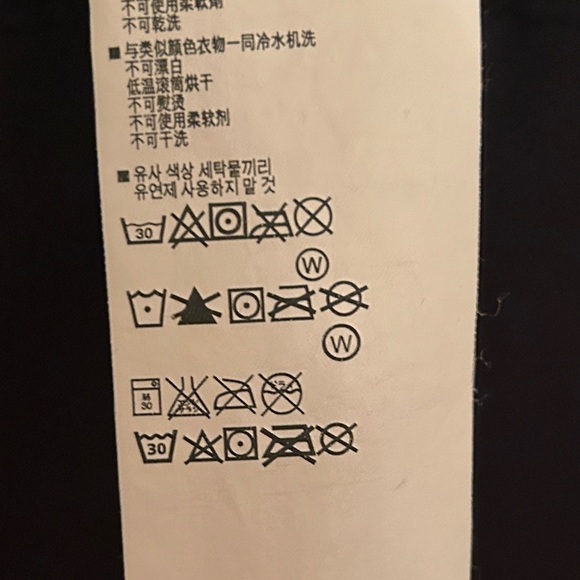 不可使用柔軟劑
不可乾洗
■ 与类似颜色衣物一同冷水机洗
不可漂白
低温滚筒烘干
不可熨烫
不可使用柔软剂
不可干洗
■ 유사 색상 세탁물끼리
유연제 사용하지 말 것
30
W
W
30
30